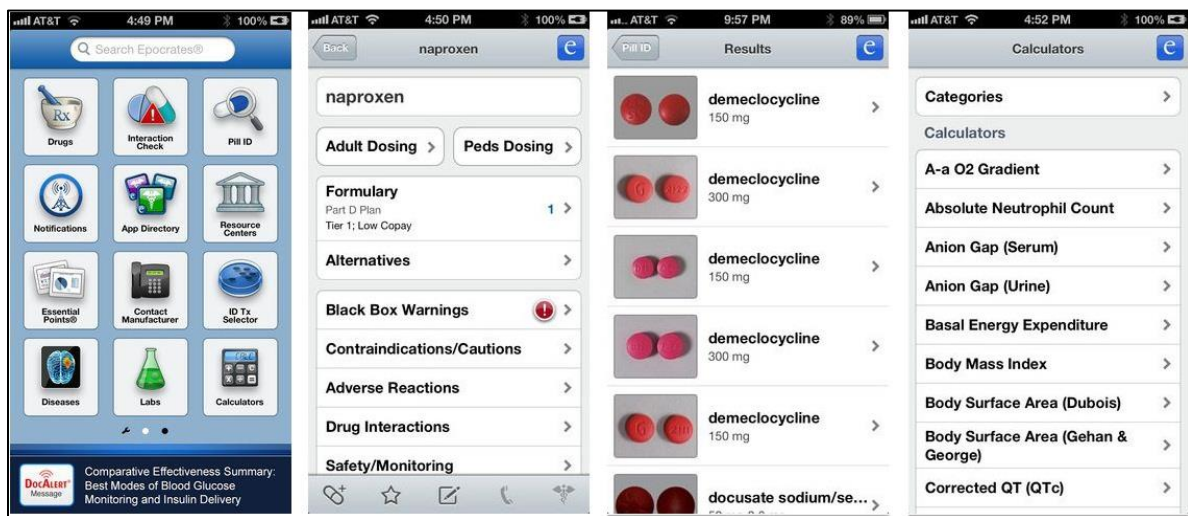 AT&T 4:49 PM 100%
Search Epocrates®
Rx
Drugs
Interaction
Check
Pill ID
Notifications
App Directory
Resource
Centers
Essential
Points®
Contact
Manufacturer
ID Tx
Selector
Diseases
Labs
Calculators
DocAlert®
Message
Comparative Effectiveness Summary:
Best Modes of Blood Glucose
Monitoring and Insulin Delivery
AT&T 4:50 PM 100%
Back naproxen e
naproxen
Adult Dosing Peds Dosing
Formulary
Part D Plan 1
Tier 1; Low Copay
Alternatives
Black Box Warnings
Contraindications/Cautions
Adverse Reactions
Drug Interactions
Safety/Monitoring
AT&T 9:57 PM 89%
Pill ID Results e
demeclocycline
150 mg
demeclocycline
300 mg
demeclocycline
150 mg
demeclocycline
300 mg
demeclocycline
150 mg
docusate sodium/se...
AT&T 4:52 PM 100%
Calculators e
Categories
Calculators
A-a O2 Gradient
Absolute Neutrophil Count
Anion Gap (Serum)
Anion Gap (Urine)
Basal Energy Expenditure
Body Mass Index
Body Surface Area (Dubois)
Body Surface Area (Gehan &
George)
Corrected QT (QTc)